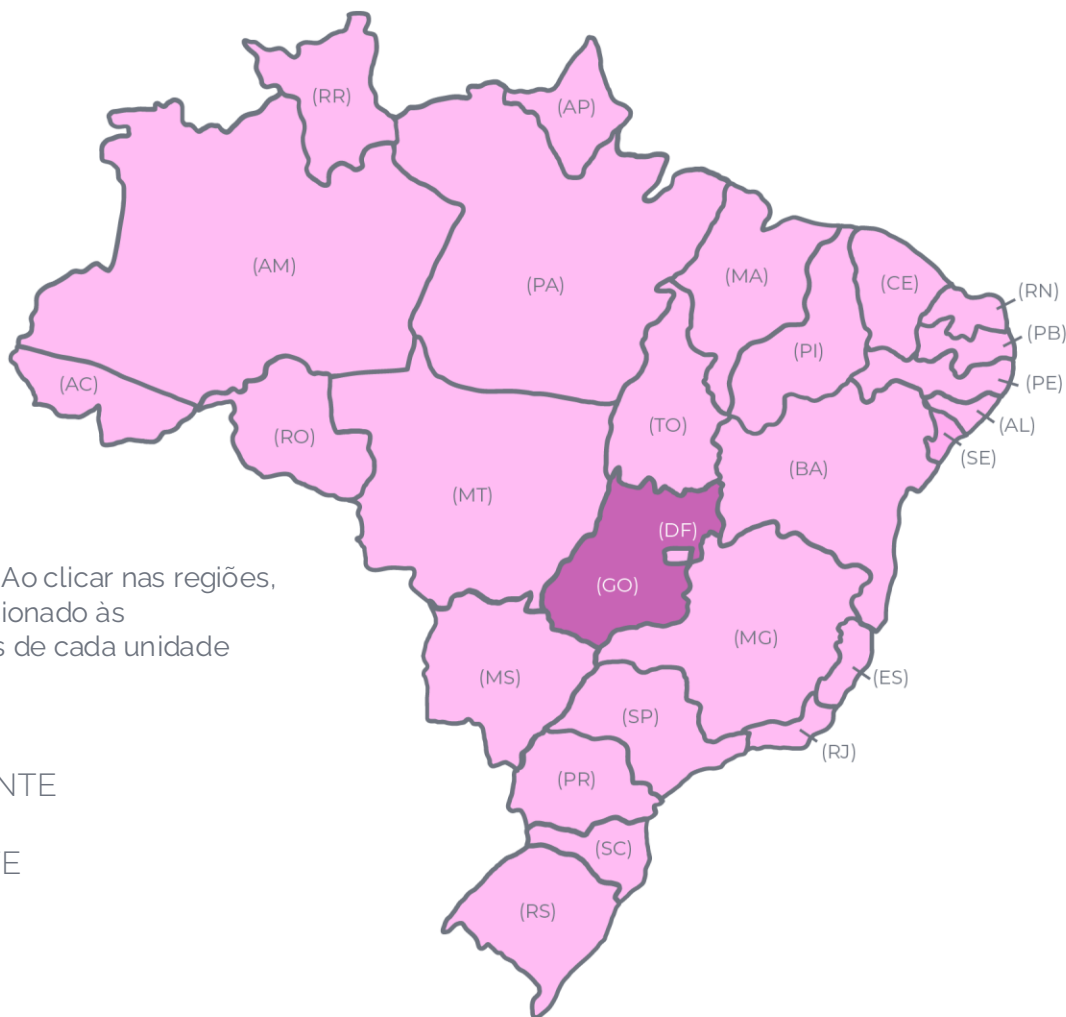 (RR)
(AP)
(AM)
(PA)
(MA)
(CE)
(RN)
(PB)
(PI)
(PE)
(AC)
(TO)
(AL)
(RO)
(SE)
(BA)
(MT)
(DF)
(GO)
Ao clicar nas regiões,
ionado às
s de cada unidade
(MG)
(MS)
(ES)
(SP)
(RJ)
(PR)
NTE
(SC)
E
(RS)